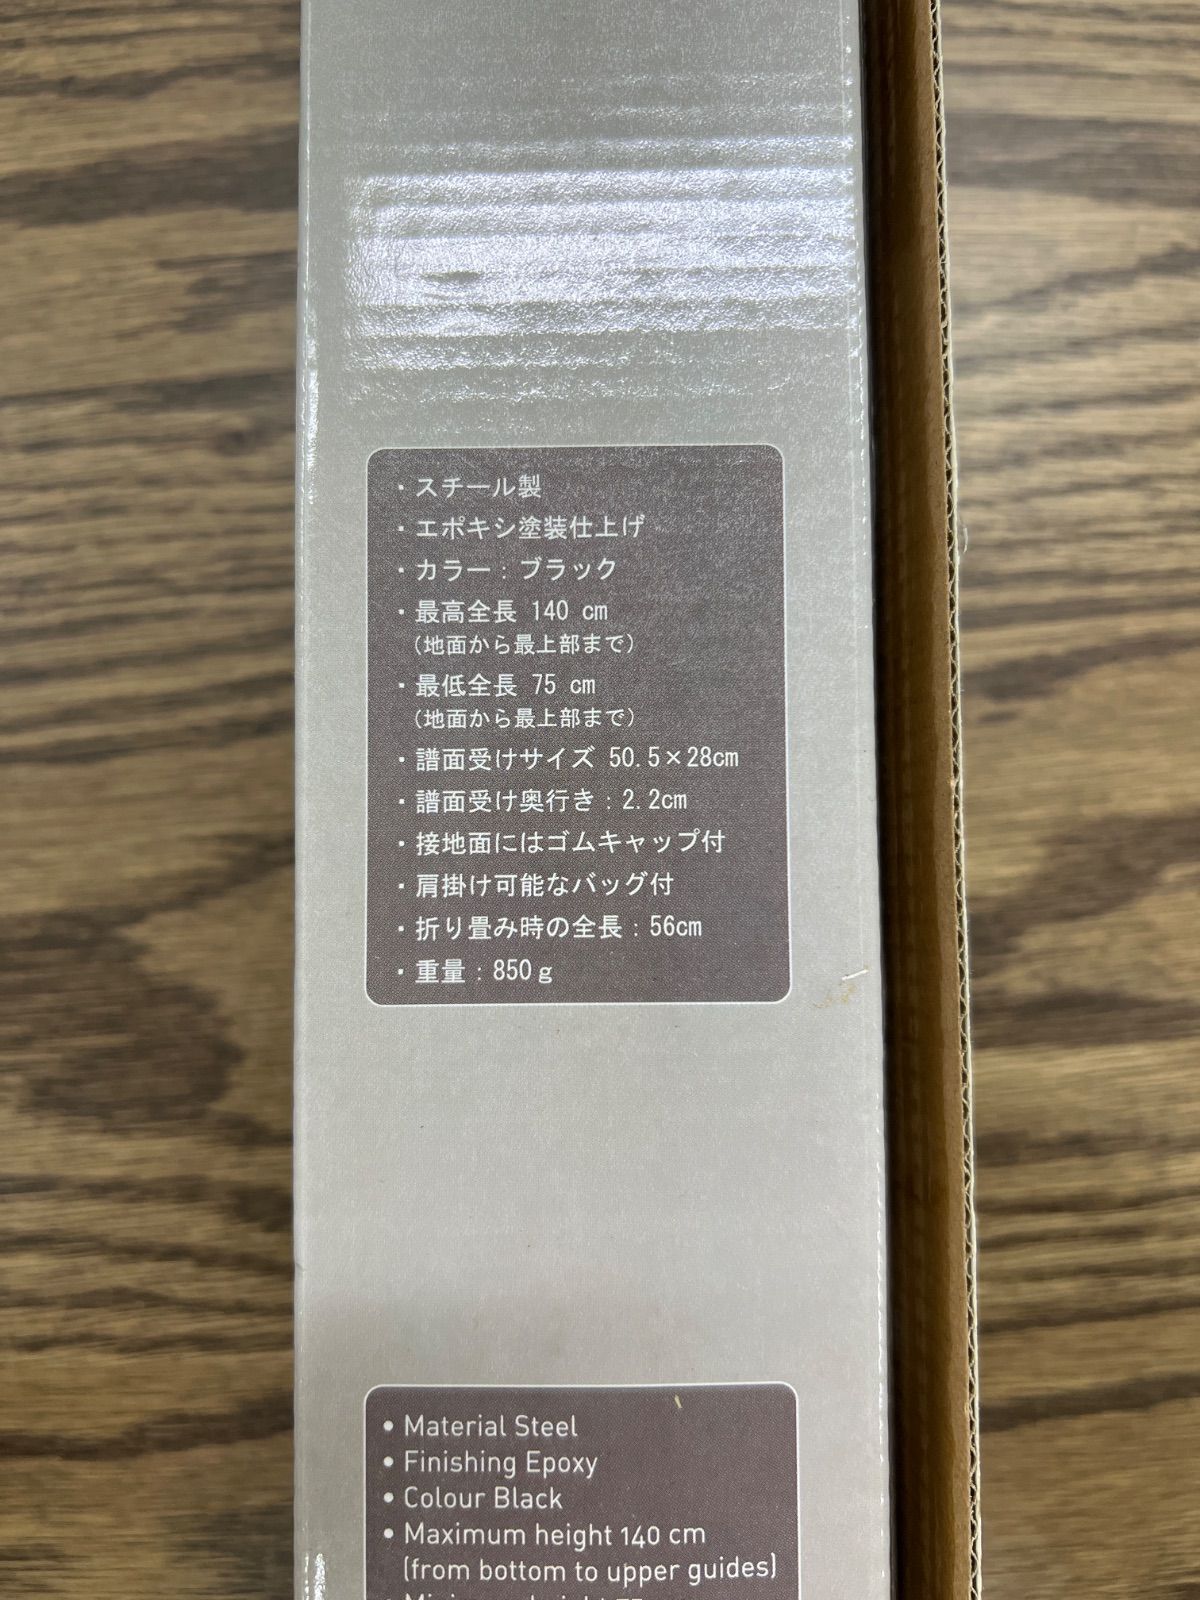 ・スチール製
・エポキシ塗装仕上げ
・カラー：ブラック
・最高全長 140 cm
（地面から最上部まで）
・最低全長 75 cm
（地面から最上部まで）
・譜面受けサイズ 50.5×28cm
・譜面受け奥行き：2.2cm
・接地面にはゴムキャップ付
・肩掛け可能なバッグ付
・折り畳み時の全長：56cm
・重量：850g
• Material Steel
• Finishing Epoxy
• Colour Black
• Maximum height 140 cm
(from bottom to upper guides)